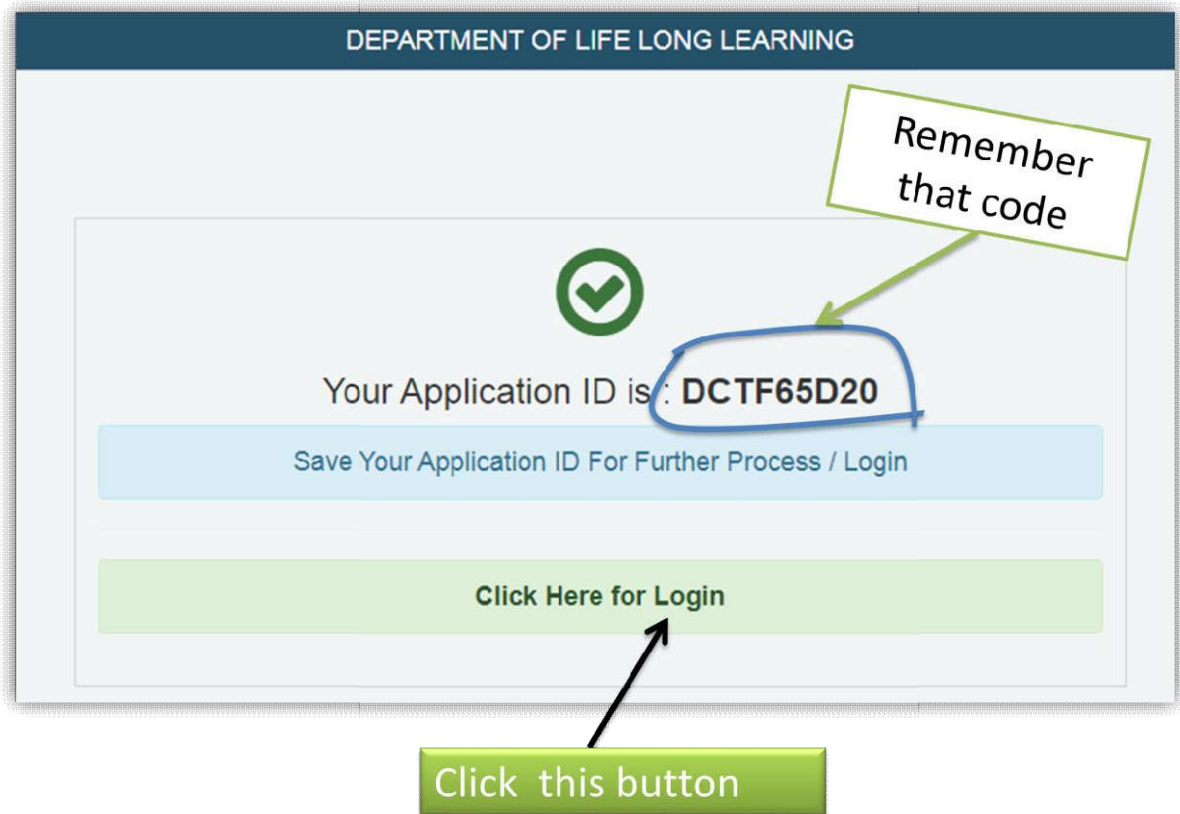 DEPARTMENT OF LIFE LONG LEARNING
Remember
that code
Your Application ID is : DCTF65D20
Save Your Application ID For Further Process / Login
Click Here for Login
Click this button